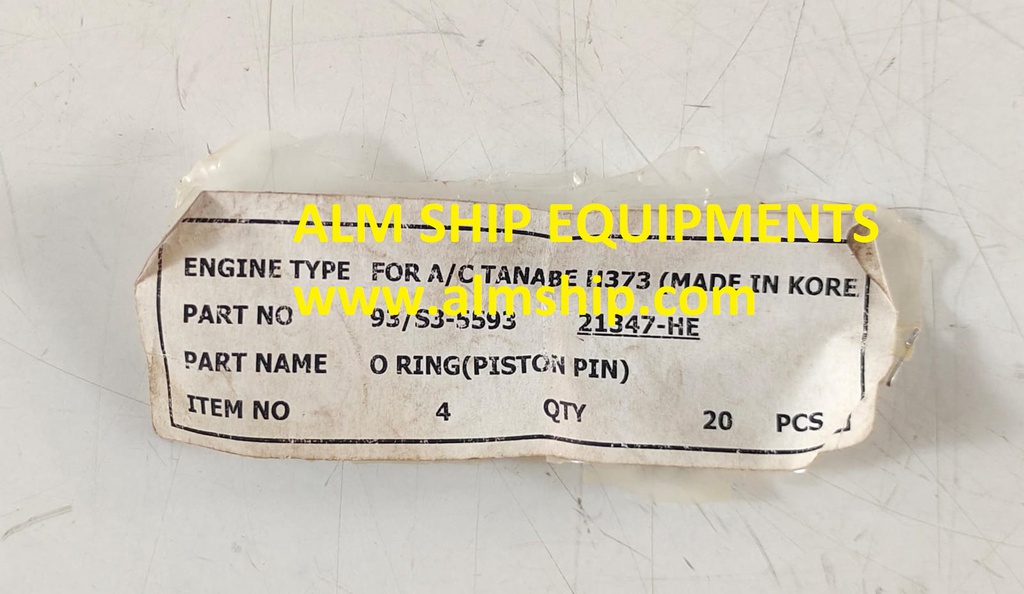 ALM SHIP EQUIPMENTS
ENGINE TYPE FOR A/C TANABE H373 (MADE IN KORE
www.almship.com
PART NO 93/S3-5593 21347-HE
PART NAME O RING(PISTON PIN)
ITEM NO 4 QTY 20 PCS